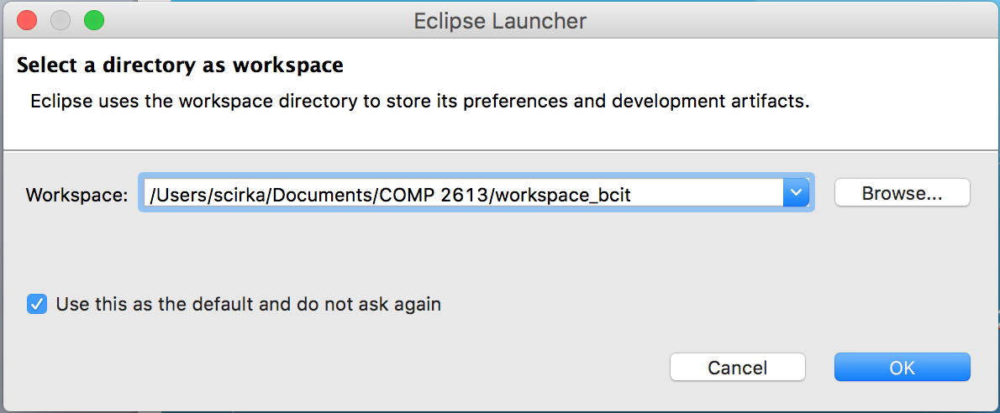 Eclipse Launcher
Select a directory as workspace
Eclipse uses the workspace directory to store its preferences and development artifacts.
Workspace: /Users/scirka/Documents/COMP 2613/workspace_bcit Browse...
Use this as the default and do not ask again
Cancel OK